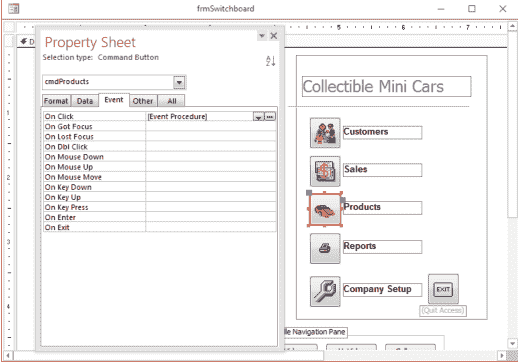 frmSwitchboard
Property Sheet
Selection type: Command Button
cmdProducts
Format Data Event Other All
On Click [Event Procedure]
On Got Focus
On Lost Focus
On Dbl Click
On Mouse Down
On Mouse Up
On Mouse Move
On Key Down
On Key Up
On Key Press
On Enter
On Exit
Collectible Mini Cars
Customers
Sales
Products
Reports
Company Setup
EXIT
[Quit Access]
le Navigation Pane